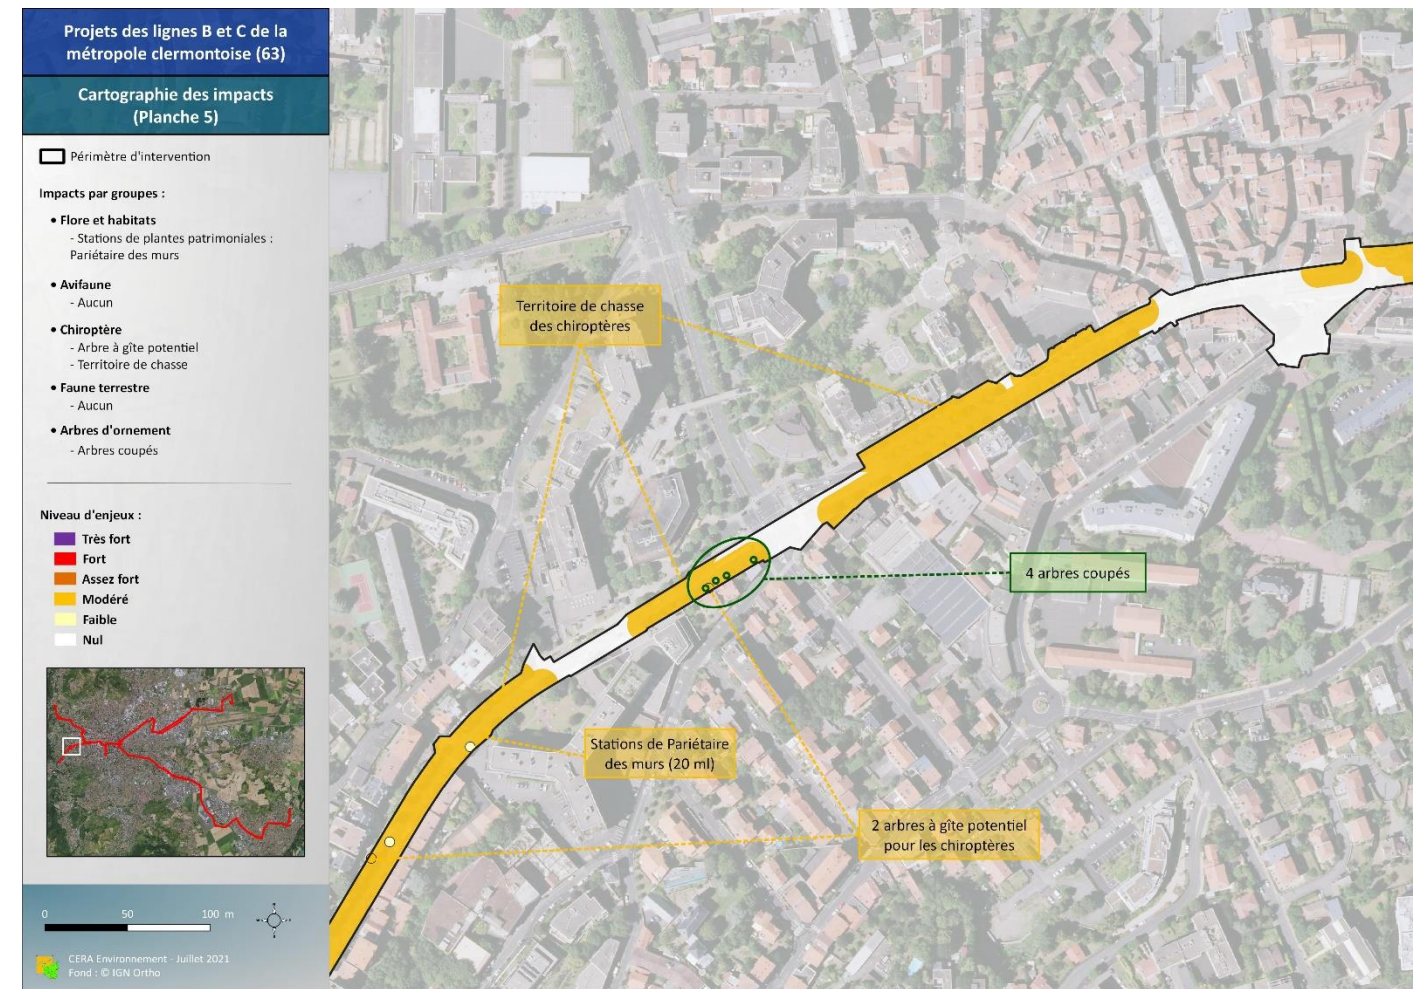 Projets des lignes B et C de la
métropole clermontoise (63)
Cartographie des impacts
(Planche 5)
Périmètre d'intervention
Impacts par groupes :
• Flore et habitats
- Stations de plantes patrimoniales :
Pariétaire des murs
• Avifaune
- Aucun
• Chiroptère
- Arbre à gîte potentiel
- Territoire de chasse
• Faune terrestre
- Aucun
• Arbres d'ornement
- Arbres coupés
Niveau d'enjeux :
Très fort
Fort
Assez fort
Modéré
Faible
Nul
0 50 100 m
CERA Environnement - Juillet 2021
Fond : © IGN Ortho
Territoire de chasse
des chiroptères
4 arbres coupés
Stations de Pariétaire
des murs (20 ml)
2 arbres à gîte potentiel
pour les chiroptères